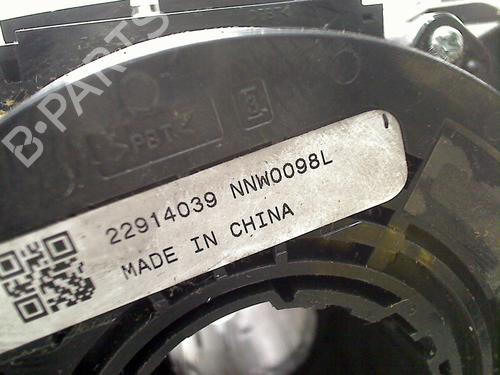 B-PARTS
>PBT<
22914039 NNW0098L
MADE IN CHINA